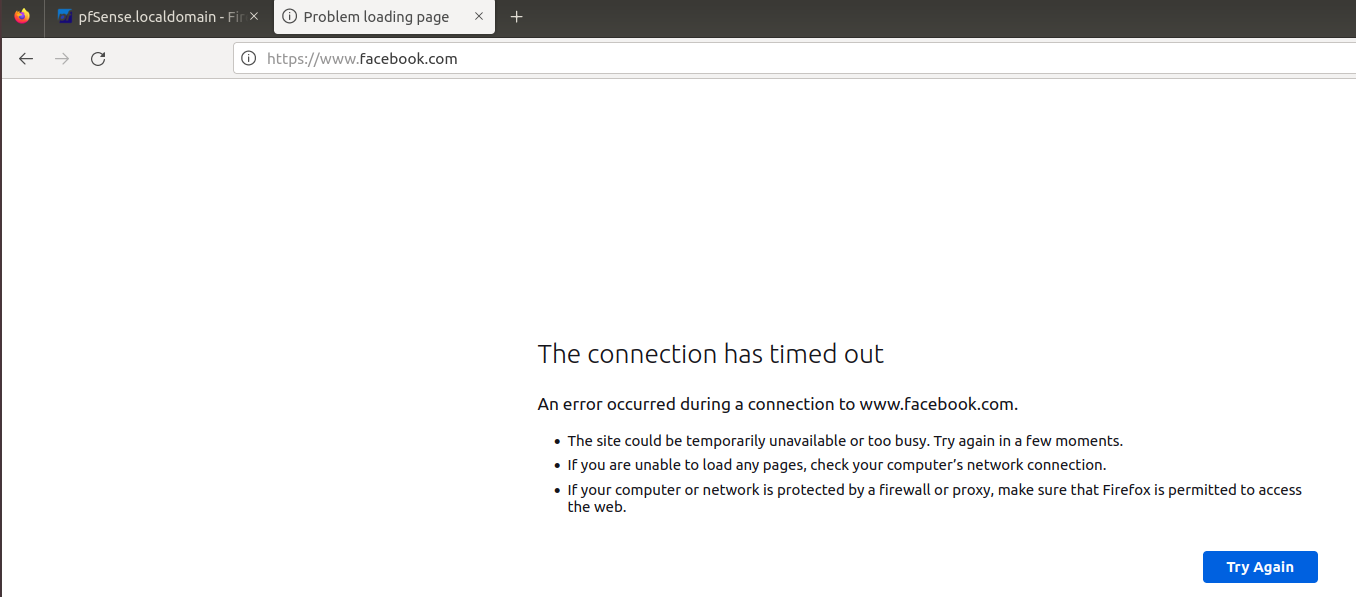 pfSense.localdomain - Fir
Problem loading page
https://www.facebook.com
The connection has timed out
An error occurred during a connection to www.facebook.com.
• The site could be temporarily unavailable or too busy. Try again in a few moments.
• If you are unable to load any pages, check your computer’s network connection.
• If your computer or network is protected by a firewall or proxy, make sure that Firefox is permitted to access
the web.
Try Again